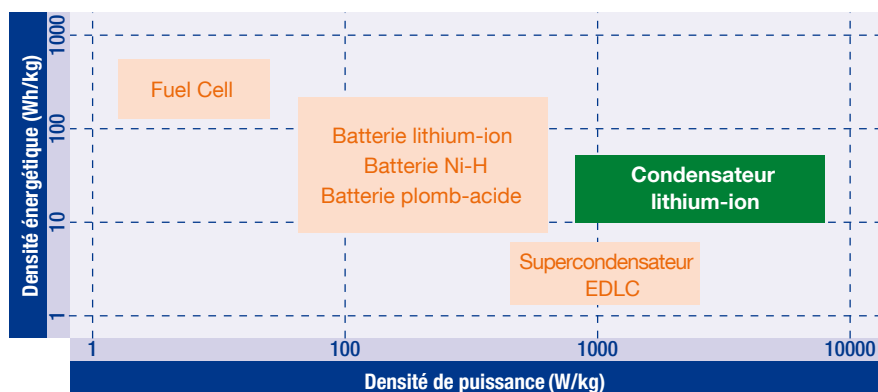 Densité énergétique (Wh/kg)
1000
100
10
1
Fuel Cell
Batterie lithium-ion
Batterie Ni-H
Batterie plomb-acide
Condensateur
lithium-ion
Supercondensateur
EDLC
1
100
1000
10000
Densité de puissance (W/kg)